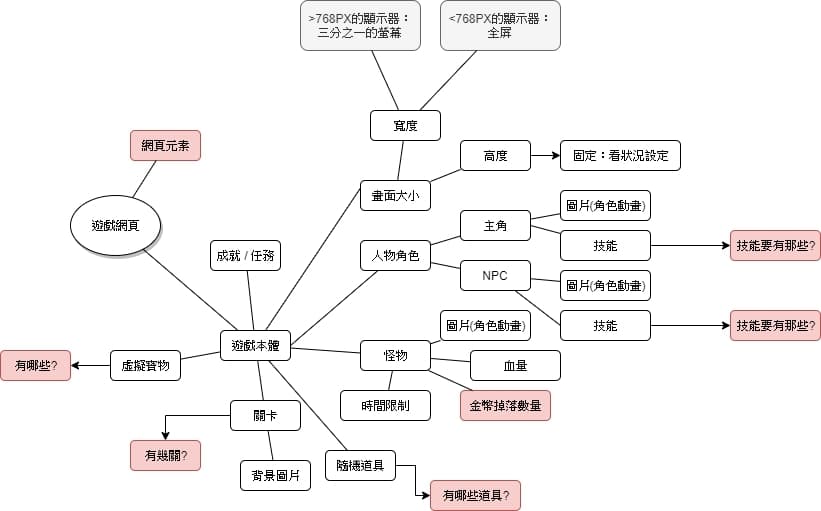 >768PX的顯示器：
三分之一的螢幕
<768PX的顯示器：
全屏
寬度
網頁元素
高度
固定：看狀況設定
畫面大小
遊戲網頁
圖片(角色動畫)
主角
成就 / 任務
人物角色
技能
技能要有那些?
NPC
圖片(角色動畫)
圖片(角色動畫)
技能
技能要有那些?
遊戲本體
怪物
有哪些?
虛擬寶物
血量
時間限制
金幣掉落數量
關卡
有幾關?
背景圖片
隨機道具
有哪些道具?